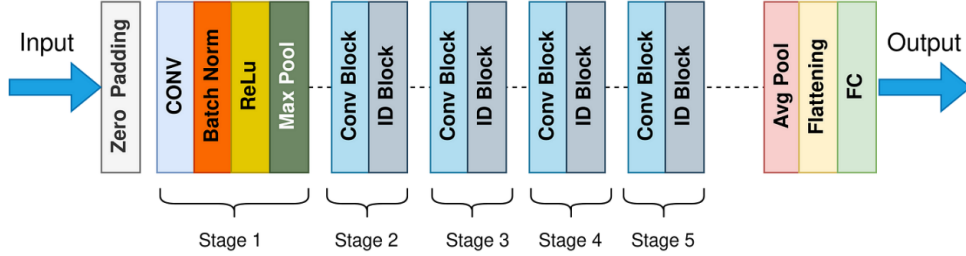 Input
Zero Padding
CONV
Batch Norm
ReLu
Max Pool
Conv Block
ID Block
Conv Block
ID Block
Conv Block
ID Block
Conv Block
ID Block
Avg Pool
Flattening
FC
Output
Stage 1
Stage 2
Stage 3
Stage 4
Stage 5